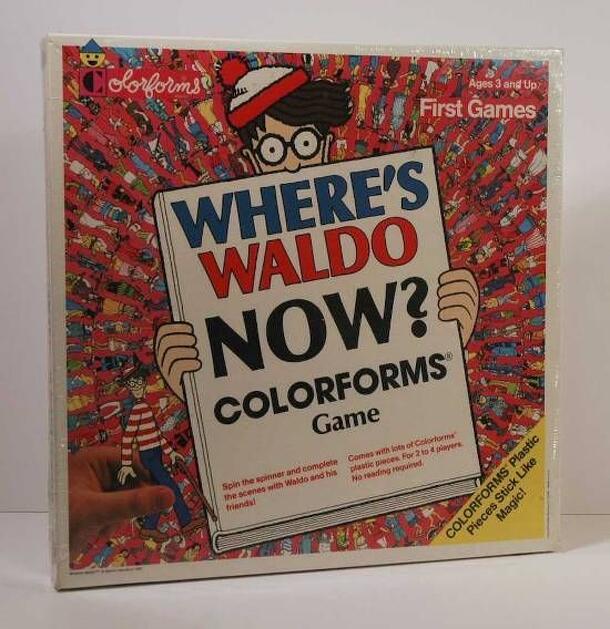 Colorforms®
Ages 3 and Up
First Games
WHERE'S
WALDO
NOW?
COLORFORMS®
Game
Spin the spinner and complete
the scenes with Waldo and his
friends!
Comes with lots of Colorforms®
plastic pieces. For 2 to 4 players.
No reading required.
COLORFORMS® Plastic
Pieces Stick Like
Magic!